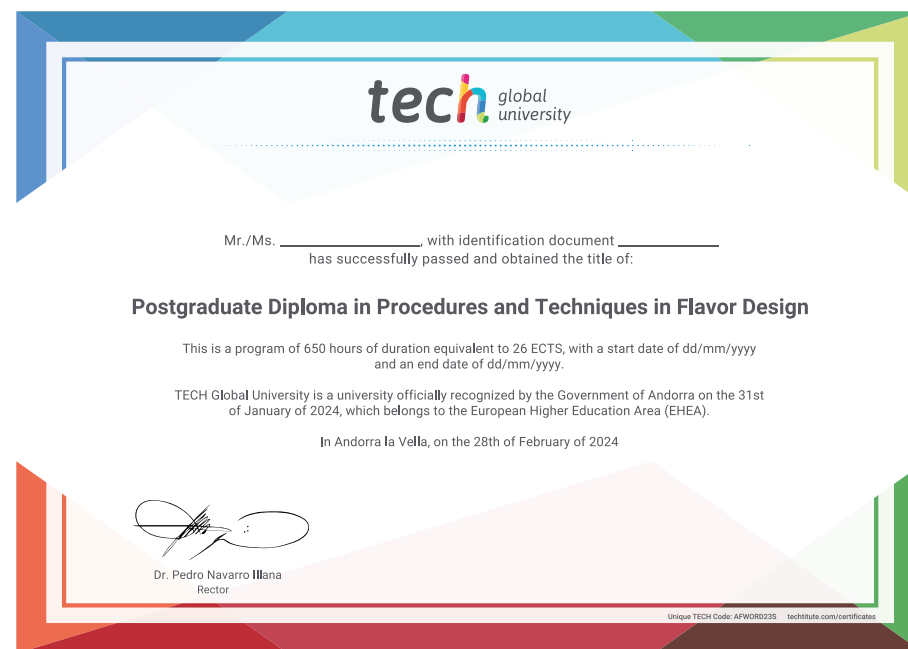 tech global
university
Mr./Ms. ____________, with identification document ____________
has successfully passed and obtained the title of:
Postgraduate Diploma in Procedures and Techniques in Flavor Design
This is a program of 650 hours of duration equivalent to 26 ECTS, with a start date of dd/mm/yyyy
and an end date of dd/mm/yyyy.
TECH Global University is a university officially recognized by the Government of Andorra on the 31st
of January of 2024, which belongs to the European Higher Education Area (EHEA).
In Andorra la Vella, on the 28th of February of 2024
Dr. Pedro Navarro Illana
Rector
Unique TECH Code: AFWORD23S techtitute.com/certificates